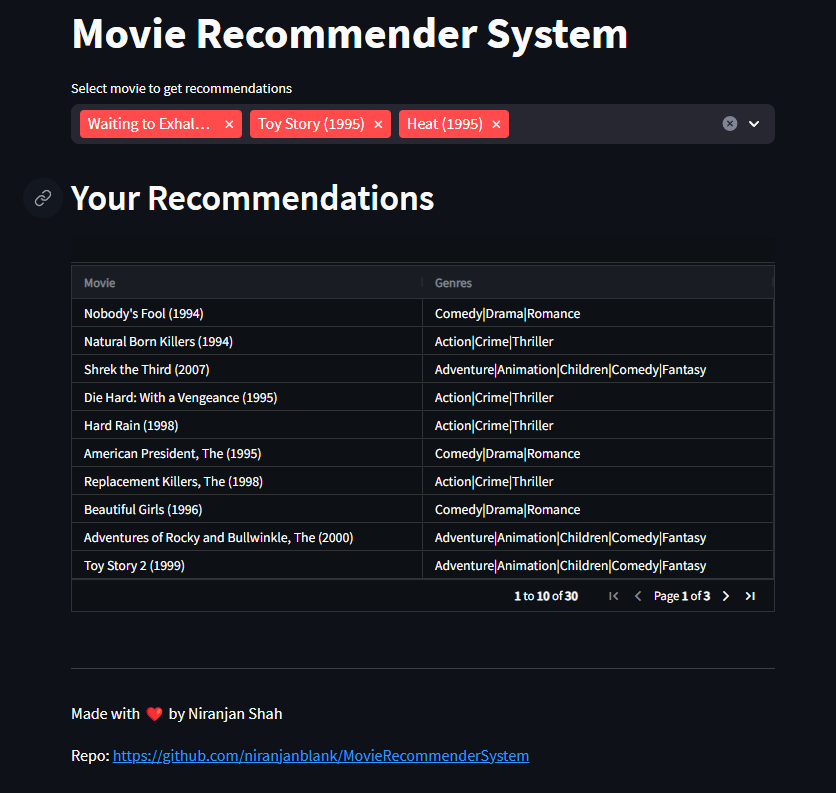 Movie Recommender System
Select movie to get recommendations
Waiting to Exhal... × Toy Story (1995) × Heat (1995) ×
Your Recommendations
Movie Genres
Nobody's Fool (1994) Comedy|Drama|Romance
Natural Born Killers (1994) Action|Crime|Thriller
Shrek the Third (2007) Adventure|Animation|Children|Comedy|Fantasy
Die Hard: With a Vengeance (1995) Action|Crime|Thriller
Hard Rain (1998) Action|Crime|Thriller
American President, The (1995) Comedy|Drama|Romance
Replacement Killers, The (1998) Action|Crime|Thriller
Beautiful Girls (1996) Comedy|Drama|Romance
Adventures of Rocky and Bullwinkle, The (2000) Adventure|Animation|Children|Comedy|Fantasy
Toy Story 2 (1999) Adventure|Animation|Children|Comedy|Fantasy
1 to 10 of 30 Page 1 of 3
Made with ❤️ by Niranjan Shah
Repo: https://github.com/niranjanblank/MovieRecommenderSystem